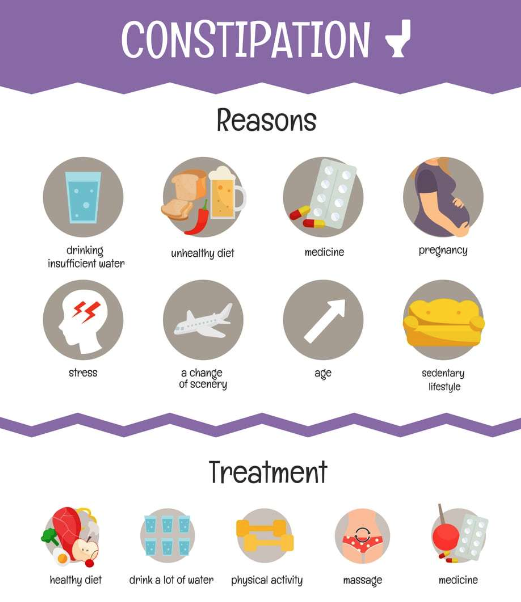 CONSTIPATION
Reasons
drinking
insufficient water
unhealthy diet
medicine
pregnancy
stress
a change
of scenery
age
sedentary
lifestyle
Treatment
healthy diet
drink a lot of water
physical activity
massage
medicine